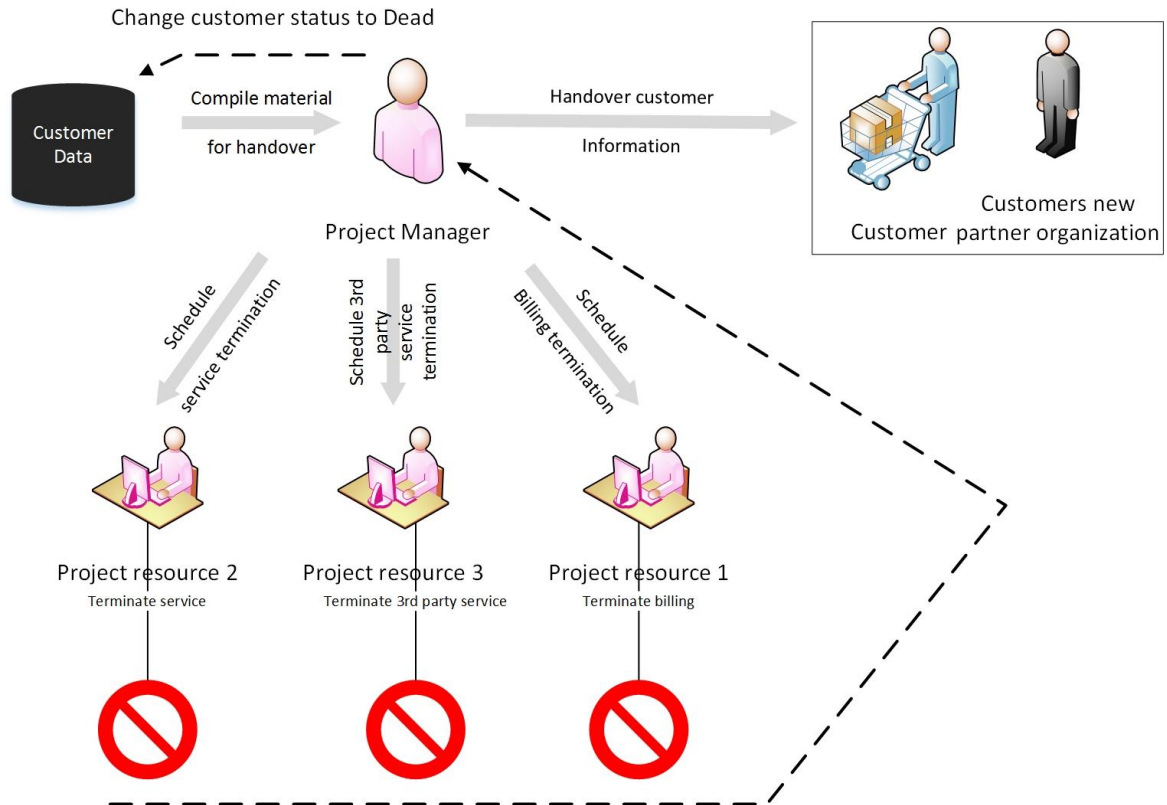 Change customer status to Dead
Customer
Data
Compile material
for handover
Handover customer
Information
Project Manager
Customer
Customers new
partner organization
Schedule
service termination
Schedule 3rd
party
service
termination
Schedule
Billing termination
Project resource 2
Terminate service
Project resource 3
Terminate 3rd party service
Project resource 1
Terminate billing